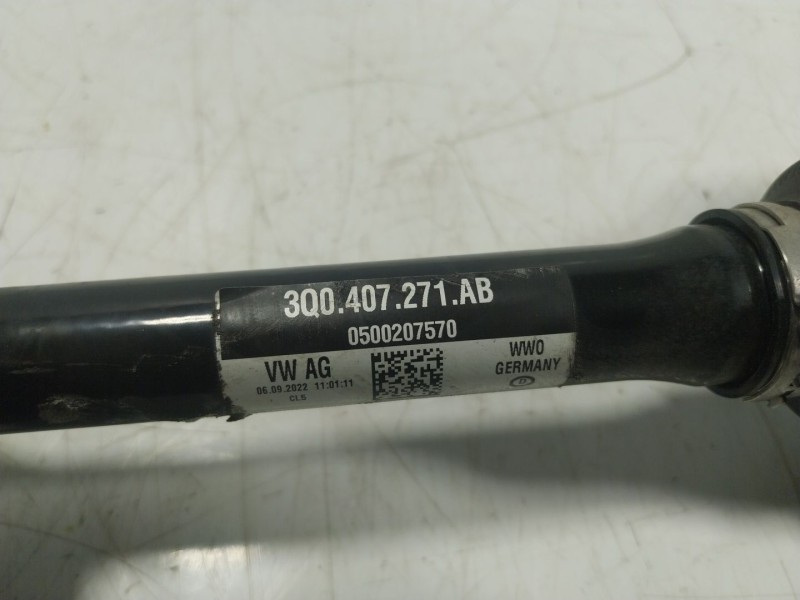 3Q0.407.271.AB
0500207570
VW AG
06.09.2022 11:01:11
CLS
WWO
GERMANY
D